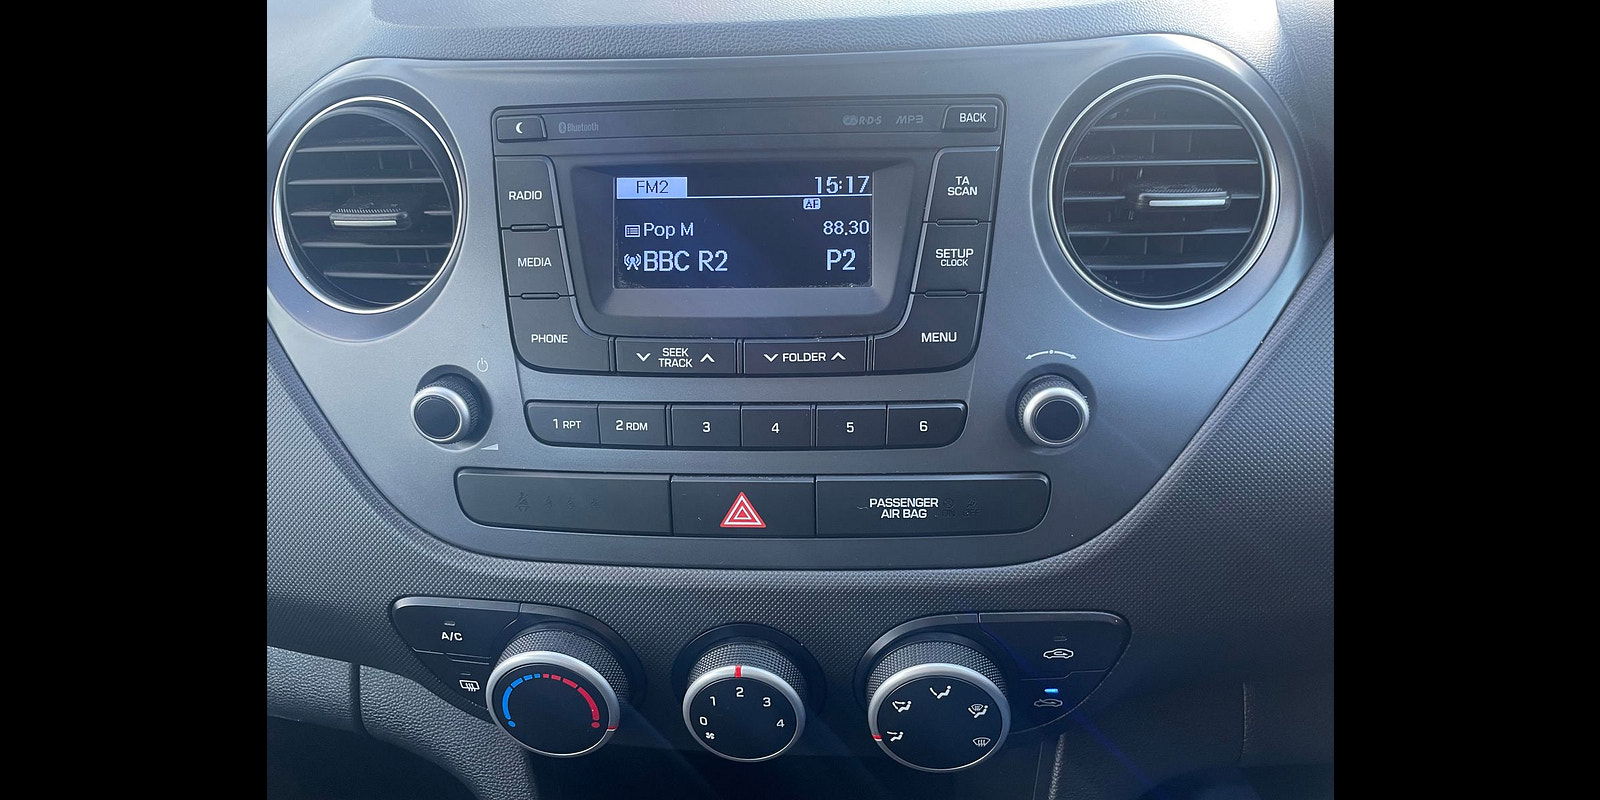 Bluetooth
R·D·S
MP3
BACK
RADIO
FM2
15:17
TA
SCAN
AF
Pop M
88.30
MEDIA
BBC R2
P2
SETUP
CLOCK
PHONE
SEEK
TRACK
FOLDER
MENU
1 RPT
2 RDM
3
4
5
6
PASSENGER
AIR BAG
A/C
0
1
2
3
4